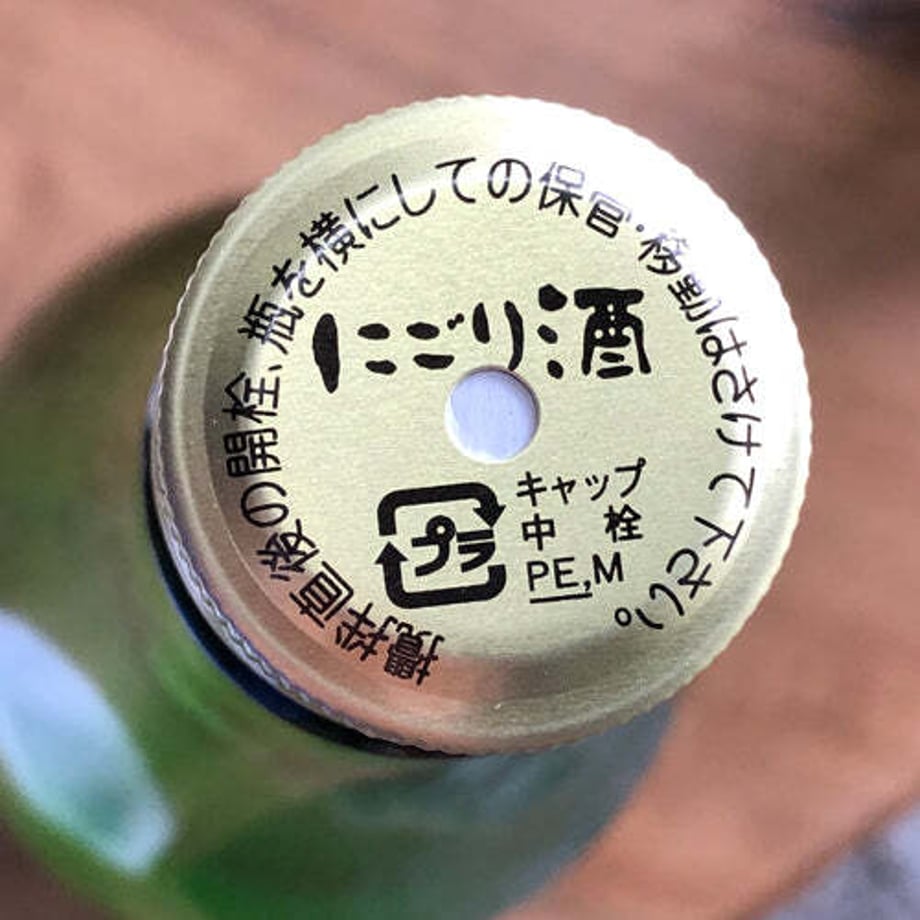 攪拌直後の開栓、瓶を横にしての保管・移動はさけて下さい。
にごり酒
プラ
キャップ
中 栓
PE,M